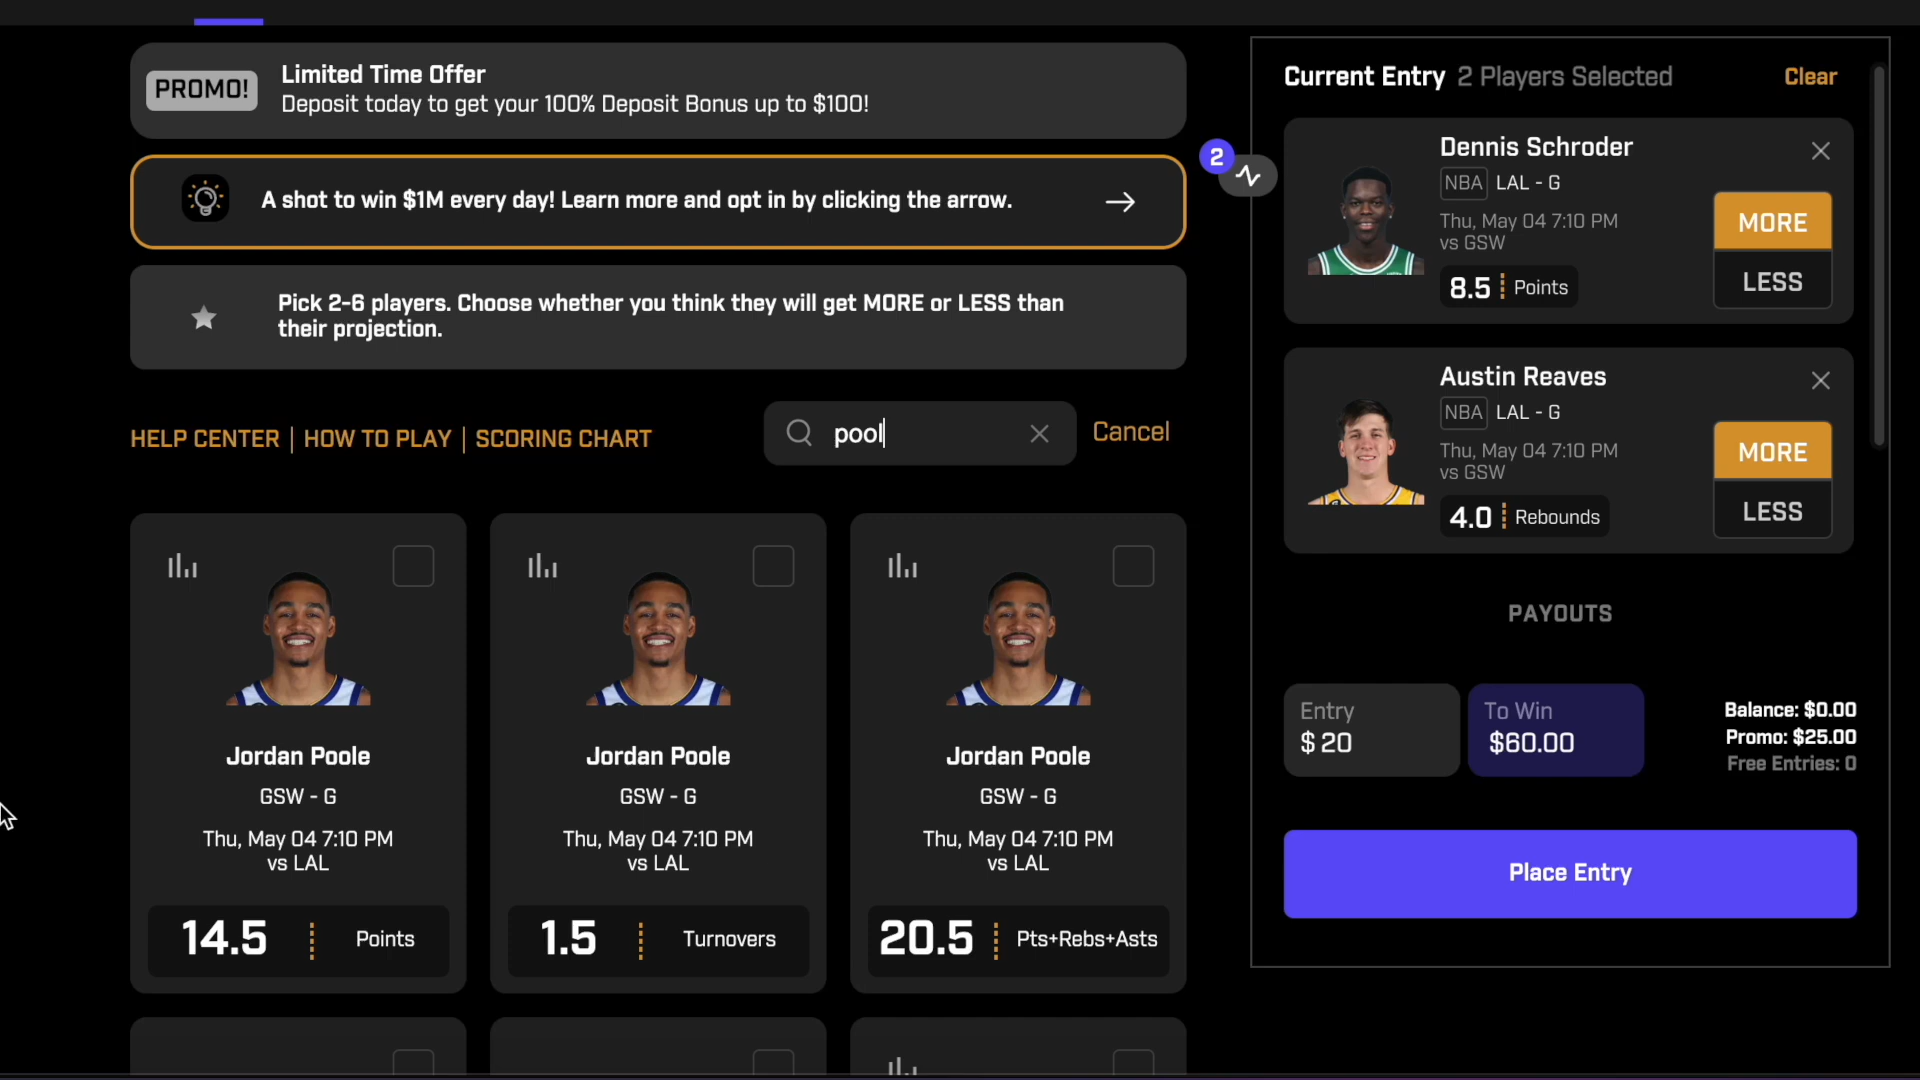 PROMO!
Limited Time Offer
Deposit today to get your 100% Deposit Bonus up to $100!
A shot to win $1M every day! Learn more and opt in by clicking the arrow.
Pick 2-6 players. Choose whether you think they will get MORE or LESS than
their projection.
HELP CENTER | HOW TO PLAY | SCORING CHART
pool
Cancel
Jordan Poole
GSW - G
Thu, May 04 7:10 PM
vs LAL
14.5 Points
Jordan Poole
GSW - G
Thu, May 04 7:10 PM
vs LAL
1.5 Turnovers
Jordan Poole
GSW - G
Thu, May 04 7:10 PM
vs LAL
20.5 Pts+Rebs+Asts
2
Current Entry 2 Players Selected
Clear
Dennis Schroder
NBA LAL - G
Thu, May 04 7:10 PM
vs GSW
8.5 Points
MORE
LESS
Austin Reaves
NBA LAL - G
Thu, May 04 7:10 PM
vs GSW
4.0 Rebounds
MORE
LESS
PAYOUTS
Entry
$ 20
To Win
$60.00
Balance: $0.00
Promo: $25.00
Free Entries: 0
Place Entry